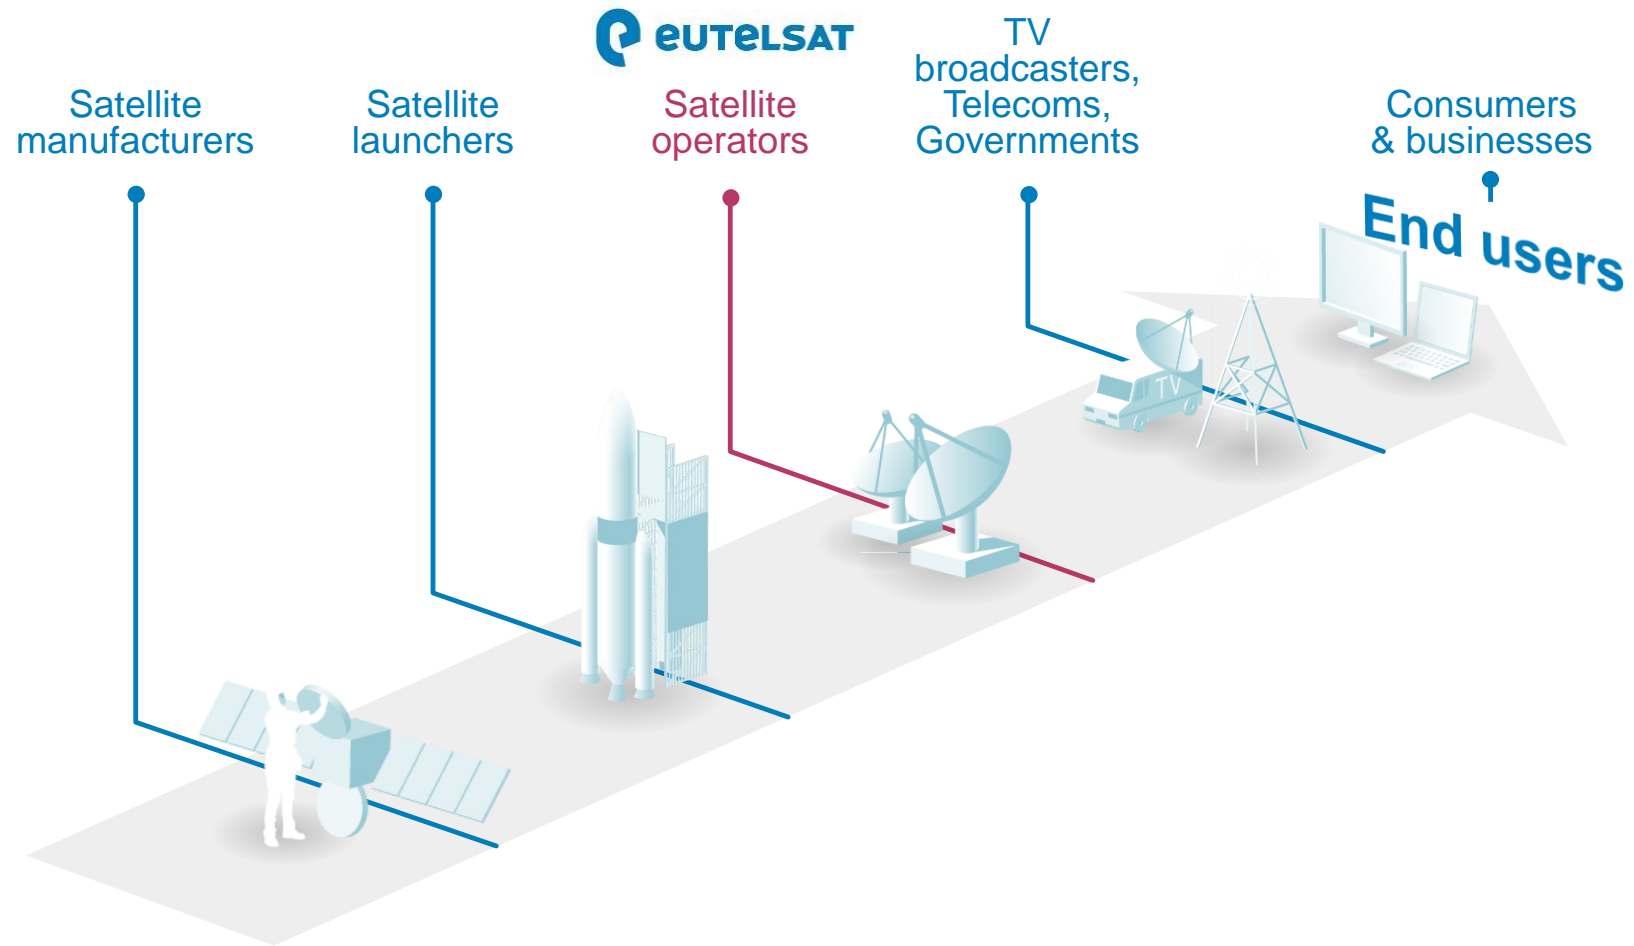 eutelsat
Satellite
manufacturers
Satellite
launchers
Satellite
operators
TV
broadcasters,
Telecoms,
Governments
Consumers
& businesses
End users
TV